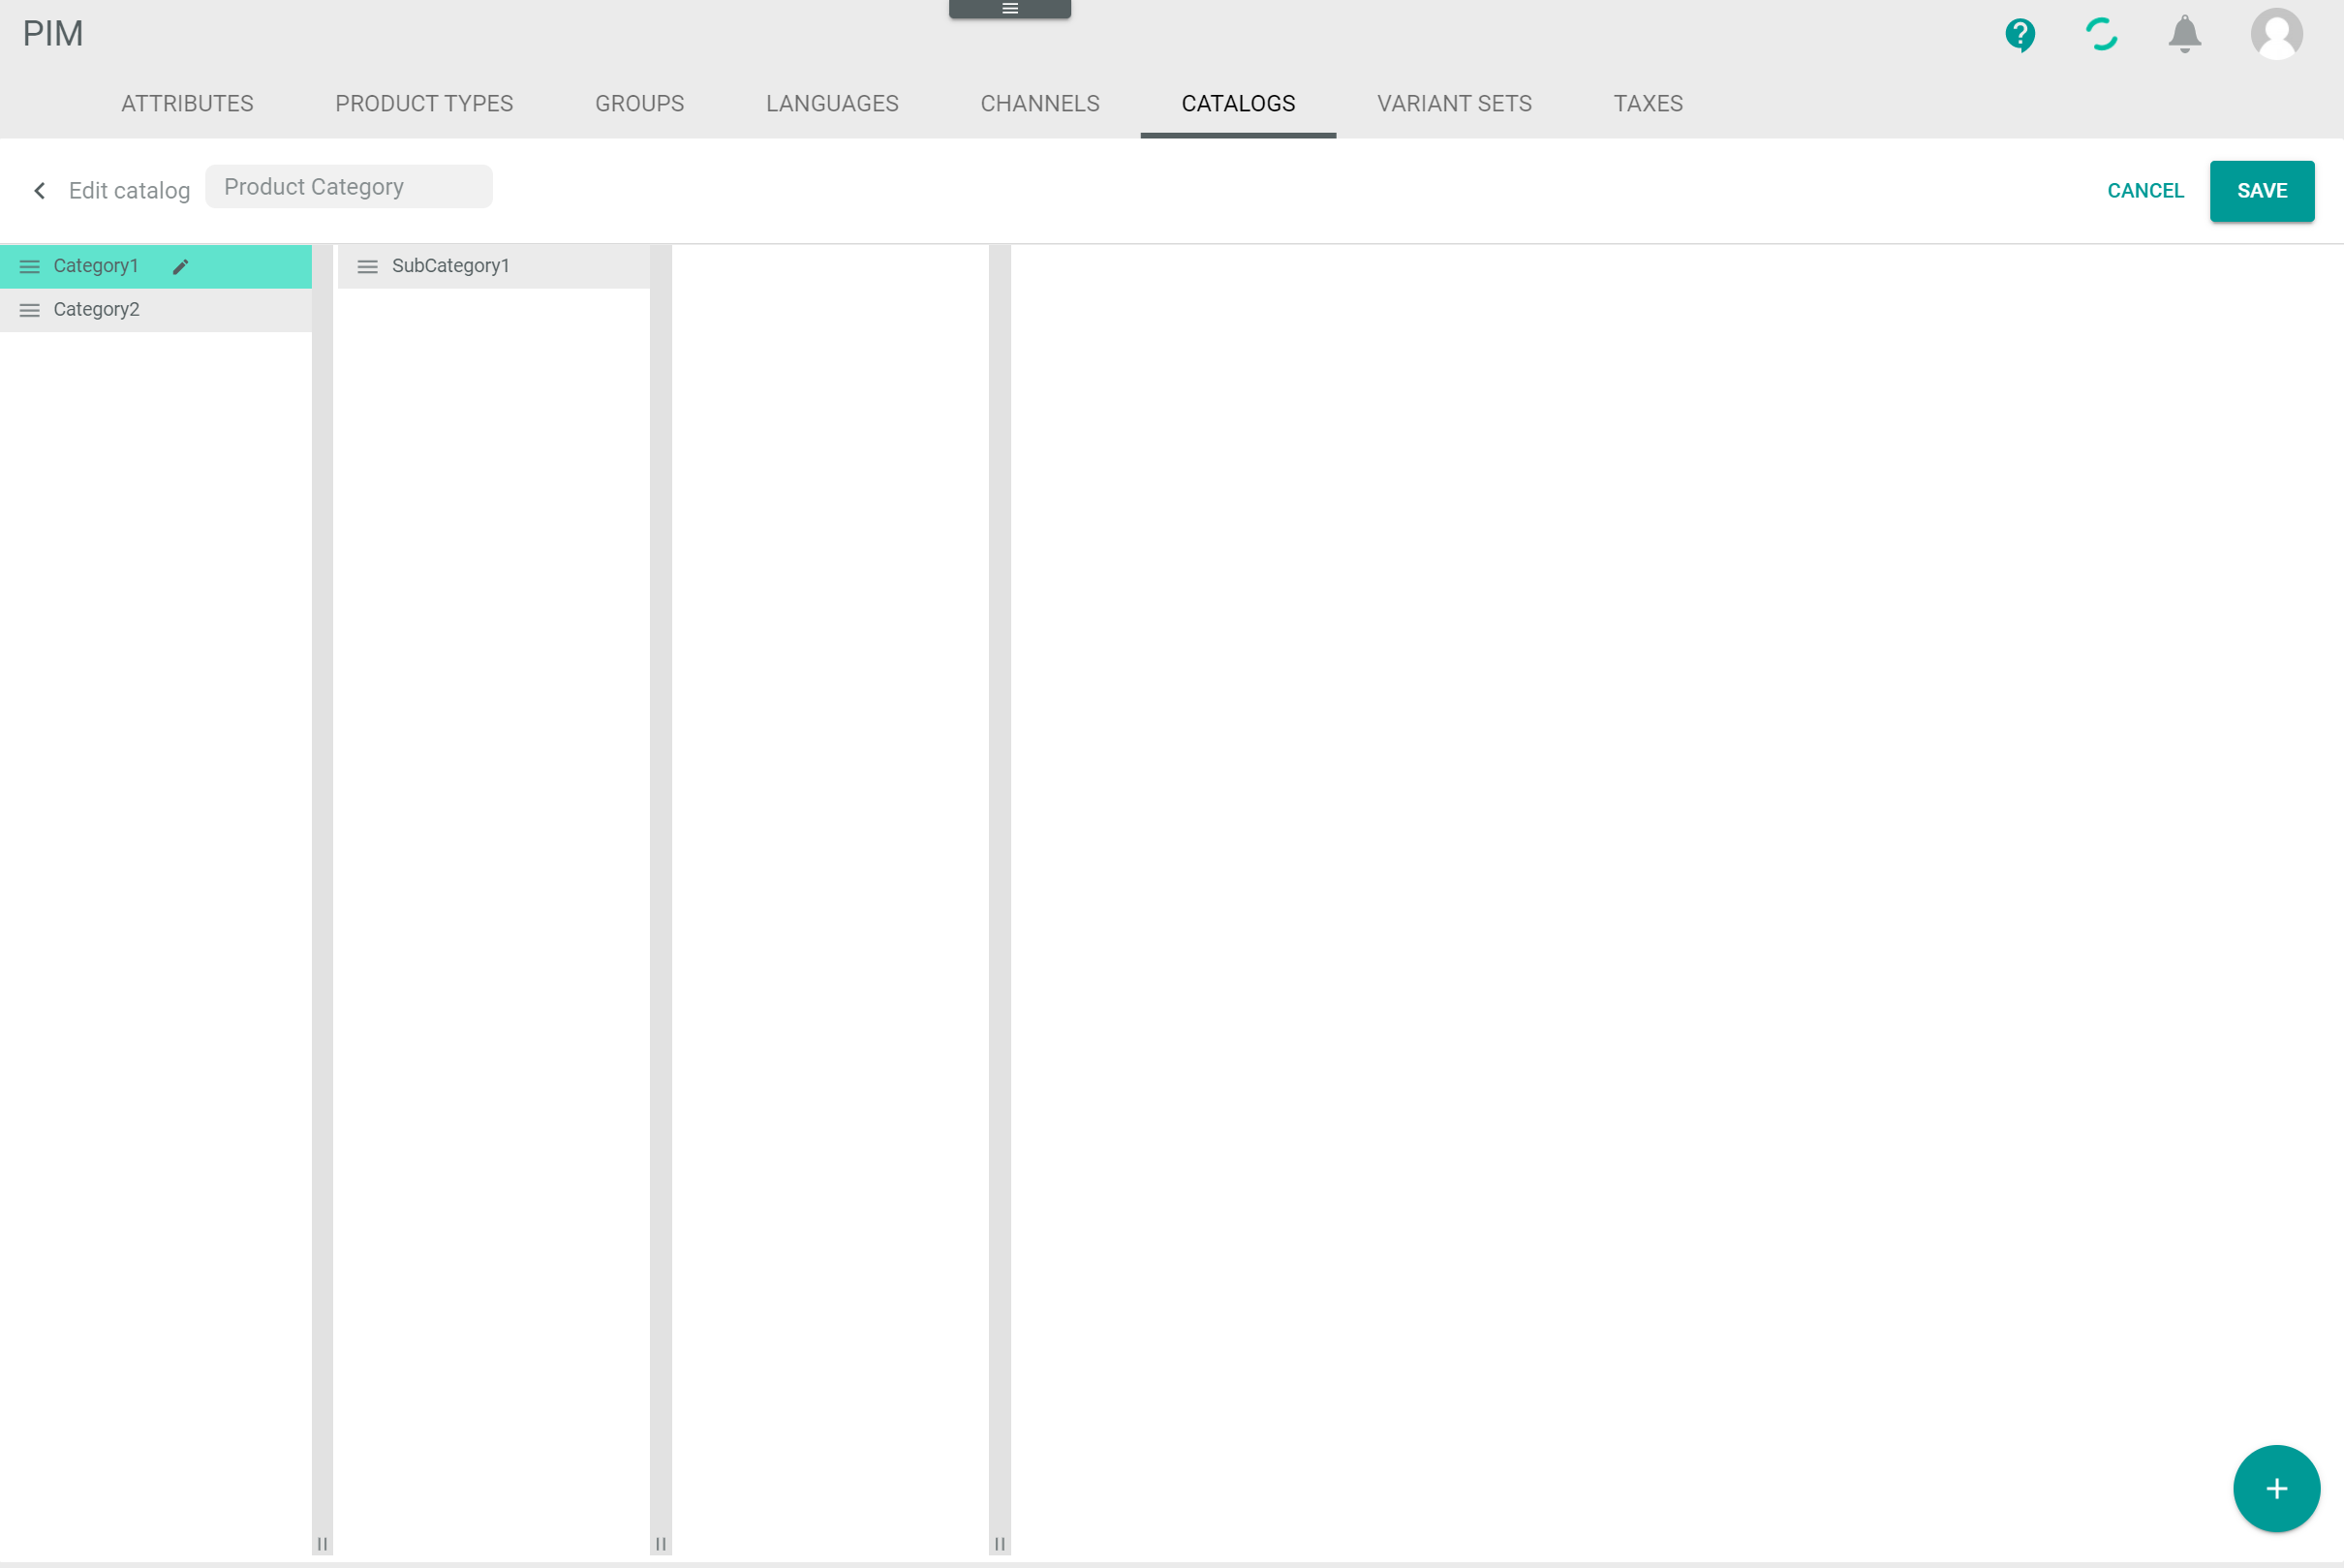 PIM
ATTRIBUTES PRODUCT TYPES GROUPS LANGUAGES CHANNELS CATALOGS VARIANT SETS TAXES
Edit catalog Product Category CANCEL SAVE
Category1 SubCategory1
Category2